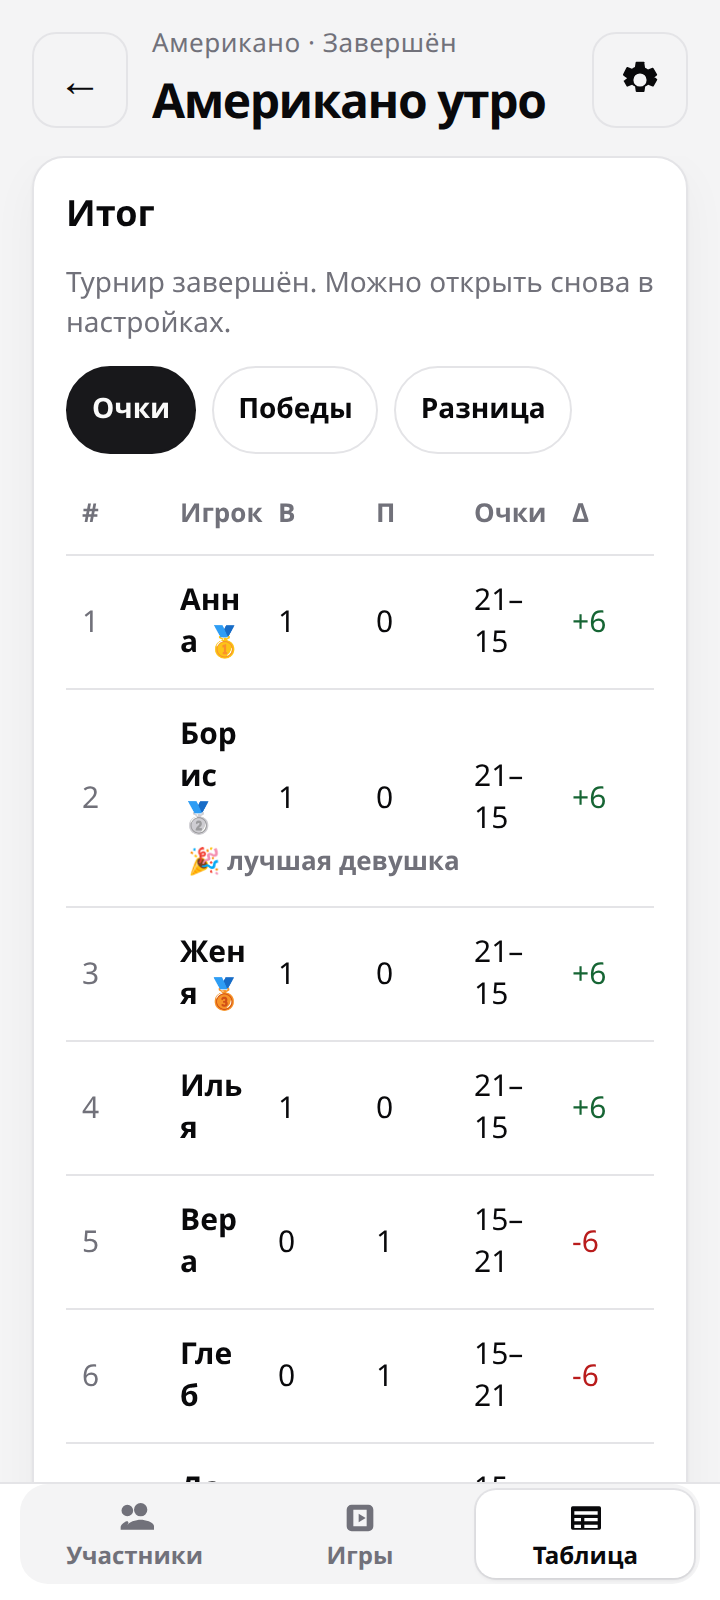 Американо · Завершён
←
Американо утро
Итог
Турнир завершён. Можно открыть снова в
настройках.
Очки Победы Разница
# Игрок В П Очки Δ
1 Анн
а 🥇 1 0 21–
15 +6
2 Бор
ис
🥈
🎉 лучшая девушка 1 0 21–
15 +6
3 Жен
я 🥉 1 0 21–
15 +6
4 Иль
я 1 0 21–
15 +6
5 Вер
а 0 1 15–
21 -6
6 Гле
б 0 1 15–
21 -6
Участники Игры Таблица